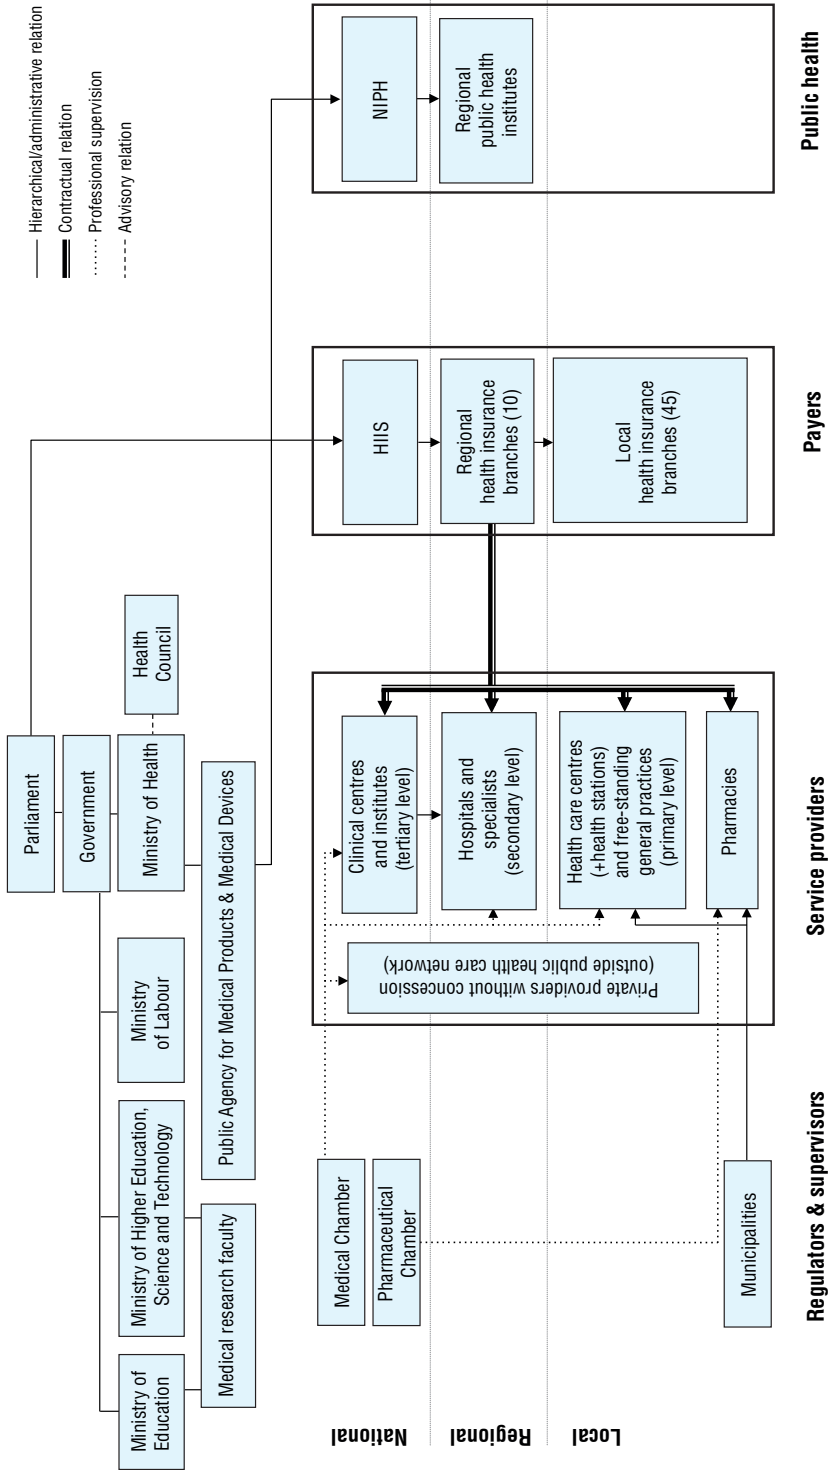 Hierarchical/administrative relation
Contractual relation
Professional supervision
Advisory relation
Parliament
Government
Ministry of
Education
Ministry of Higher Education,
Science and Technology
Ministry
of Labour
Ministry of Health
Health
Council
Medical research faculty
Public Agency for Medical Products & Medical Devices
National
Regional
Local
Medical Chamber
Pharmaceutical
Chamber
Municipalities
Private providers without concession
(outside public health care network)
Clinical centres
and institutes
(tertiary level)
Hospitals and
specialists
(secondary level)
Health care centres
(+health stations)
and free-standing
general practices
(primary level)
Pharmacies
HIIS
Regional
health insurance
branches (10)
Local
health insurance
branches (45)
NIPH
Regional
public health
institutes
Regulators & supervisors
Service providers
Payers
Public health